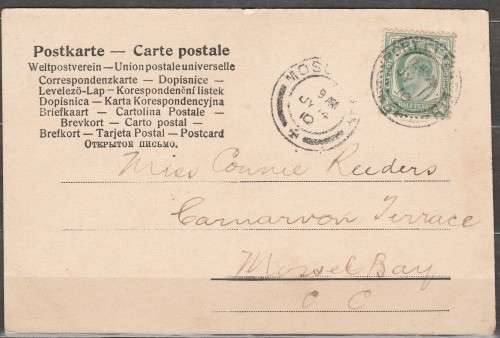 Postkarte — Carte postale
Weltpostverein — Union postale universelle
Correspondenzkarte — Dopisnice —
Levelező-Lap — Korespondenční lístek
Dopisnica — Karta Korespondencyjna
Briefkaart — Cartolina Postale —
Brevkort — Carto postal —
Brefkort — Tarjeta Postal — Postcard
Открытое письмо.
Miss Connie Reeders
Carnarvon Terrace
Mossel Bay
C C